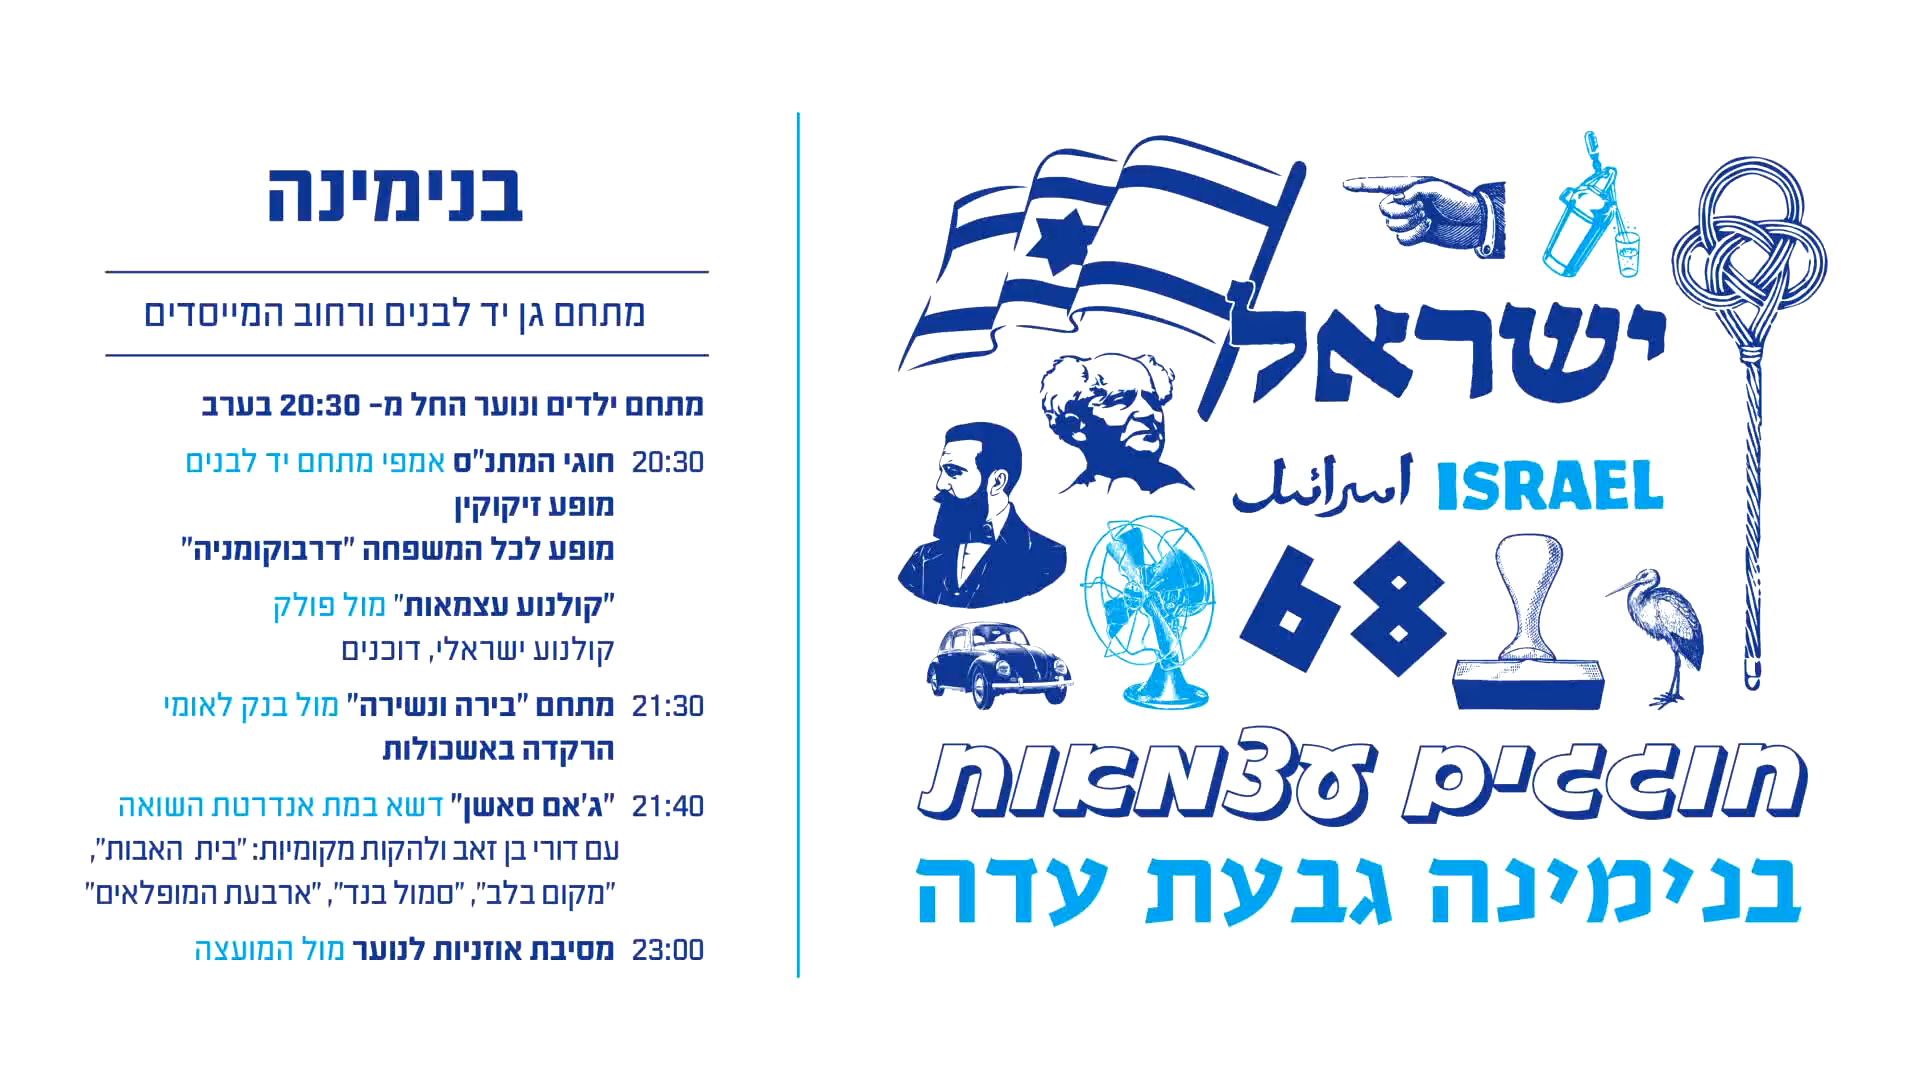 בנימינה
מתחם גן יד לבנים ורחוב המייסדים
מתחם ילדים ונוער החל מ- 20:30 בערב
20:30 חוגי המתנ"ס אמפי מתחם יד לבנים
מופע זיקוקין
מופע לכל המשפחה "דרבוקומניה"
"קולנוע עצמאות" מול פולק
קולנוע ישראלי, דוכנים
21:30 מתחם "בירה ונשירה" מול בנק לאומי
הרקדה באשכולות
21:40 "ג'אם סאשן" דשא במת אנדרטת השואה
עם דורי בן זאב ולהקות מקומיות: "בית האבות",
"מקום בלב", "סמול בנד", "ארבעת המופלאים"
23:00 מסיבת אוזניות לנוער מול המועצה
ישראל
ISRAEL اسرائيل
68
חוגגים עצמאות
בנימינה גבעת עדה